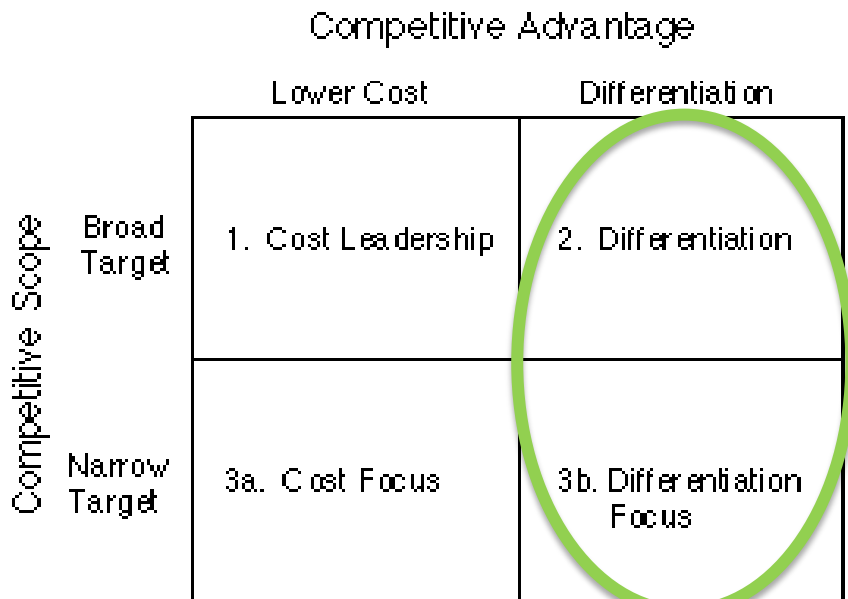 Competitive Advantage
Lower Cost
Differentiation
Competitive Scope
Broad
Target
1. Cost Leadership
2. Differentiation
Narrow
Target
3a. Cost Focus
3b. Differentiation
Focus